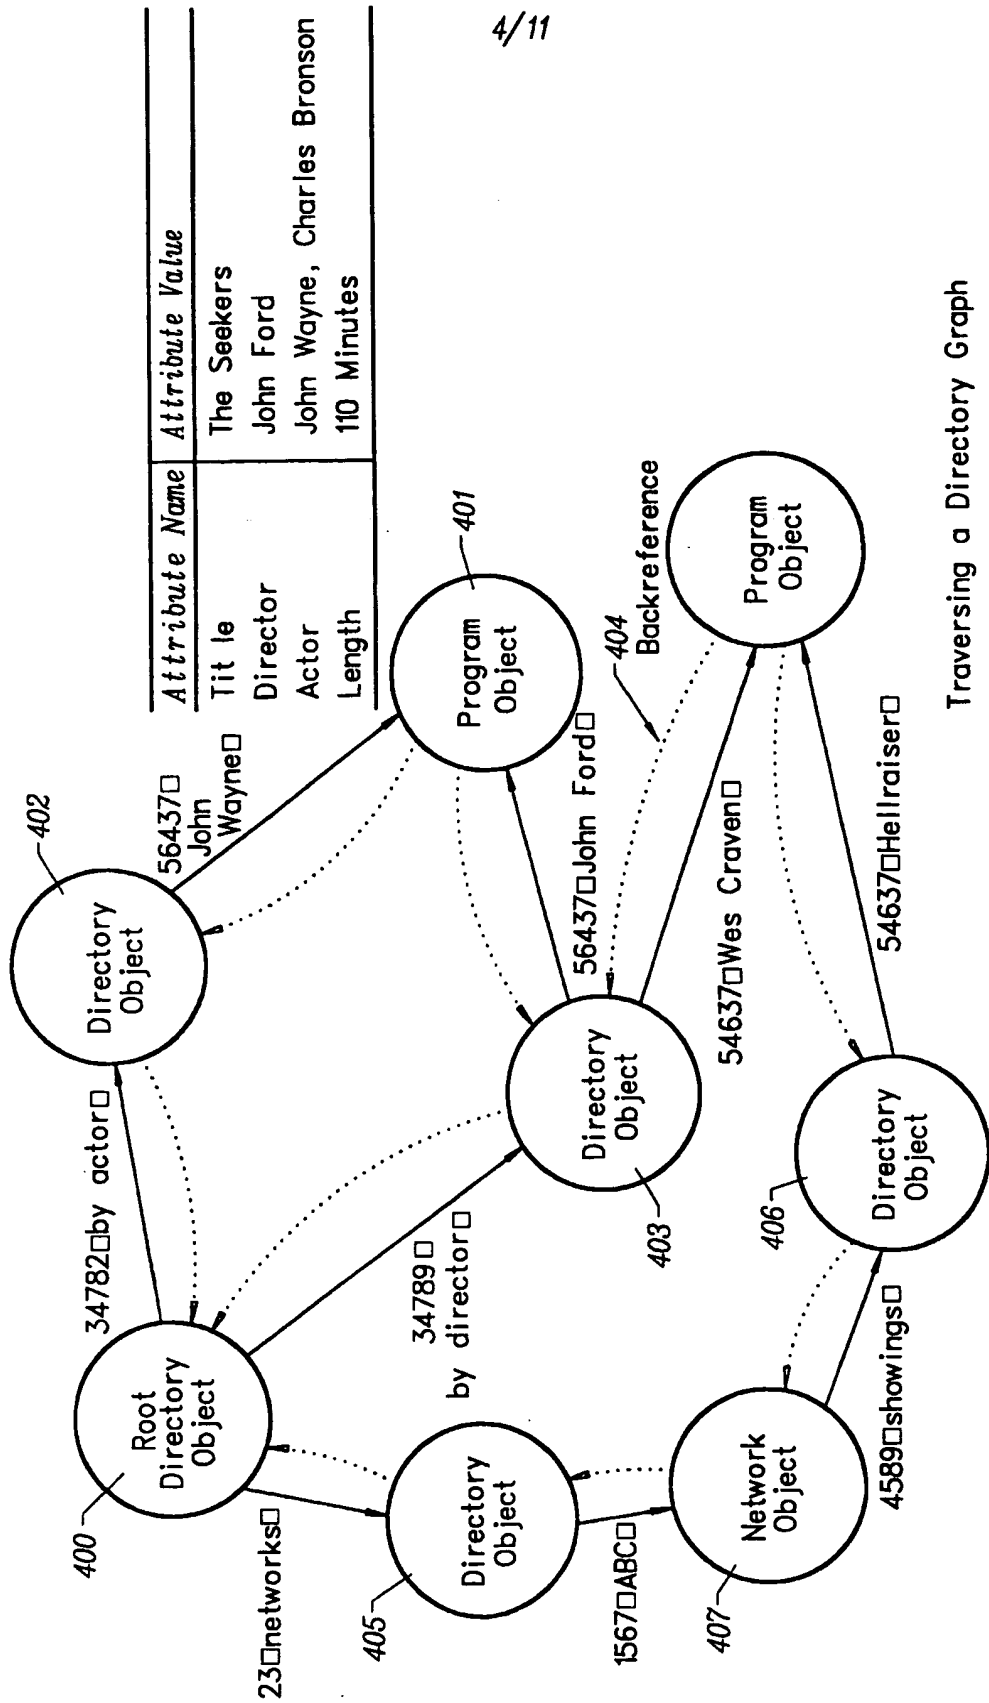 4/11
Attribute Name Attribute Value
Tit le The Seekers
Director John Ford
Actor John Wayne, Charles Bronson
Length 110 Minutes
402
Directory
Object
56437□
John
Wayne□
401
Program
Object
34782□by actor□
400
Root
Directory
Object
34789□
by director□
403
Directory
Object
56437□John Ford□
404
Backreference
Program
Object
54637□Wes Craven□
23□networks□
405
Directory
Object
1567□ABC□
407
Network
Object
4589□showings□
406
Directory
Object
54637□Hellraiser□
Traversing a Directory Graph